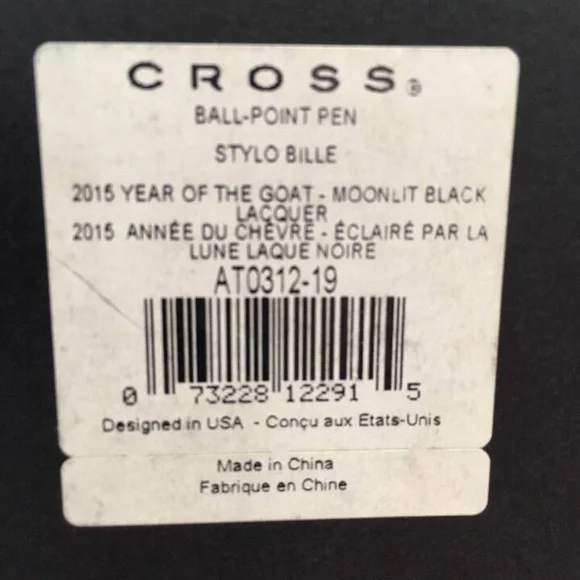 CROSS®
BALL-POINT PEN
STYLO BILLE
2015 YEAR OF THE GOAT - MOONLIT BLACK
LACQUER
2015 ANNÉE DU CHÈVRE - ÉCLAIRÉ PAR LA
LUNE LAQUE NOIRE
AT0312-19
0 73228 12291 5
Designed in USA - Conçu aux Etats-Unis
Made in China
Fabrique en Chine